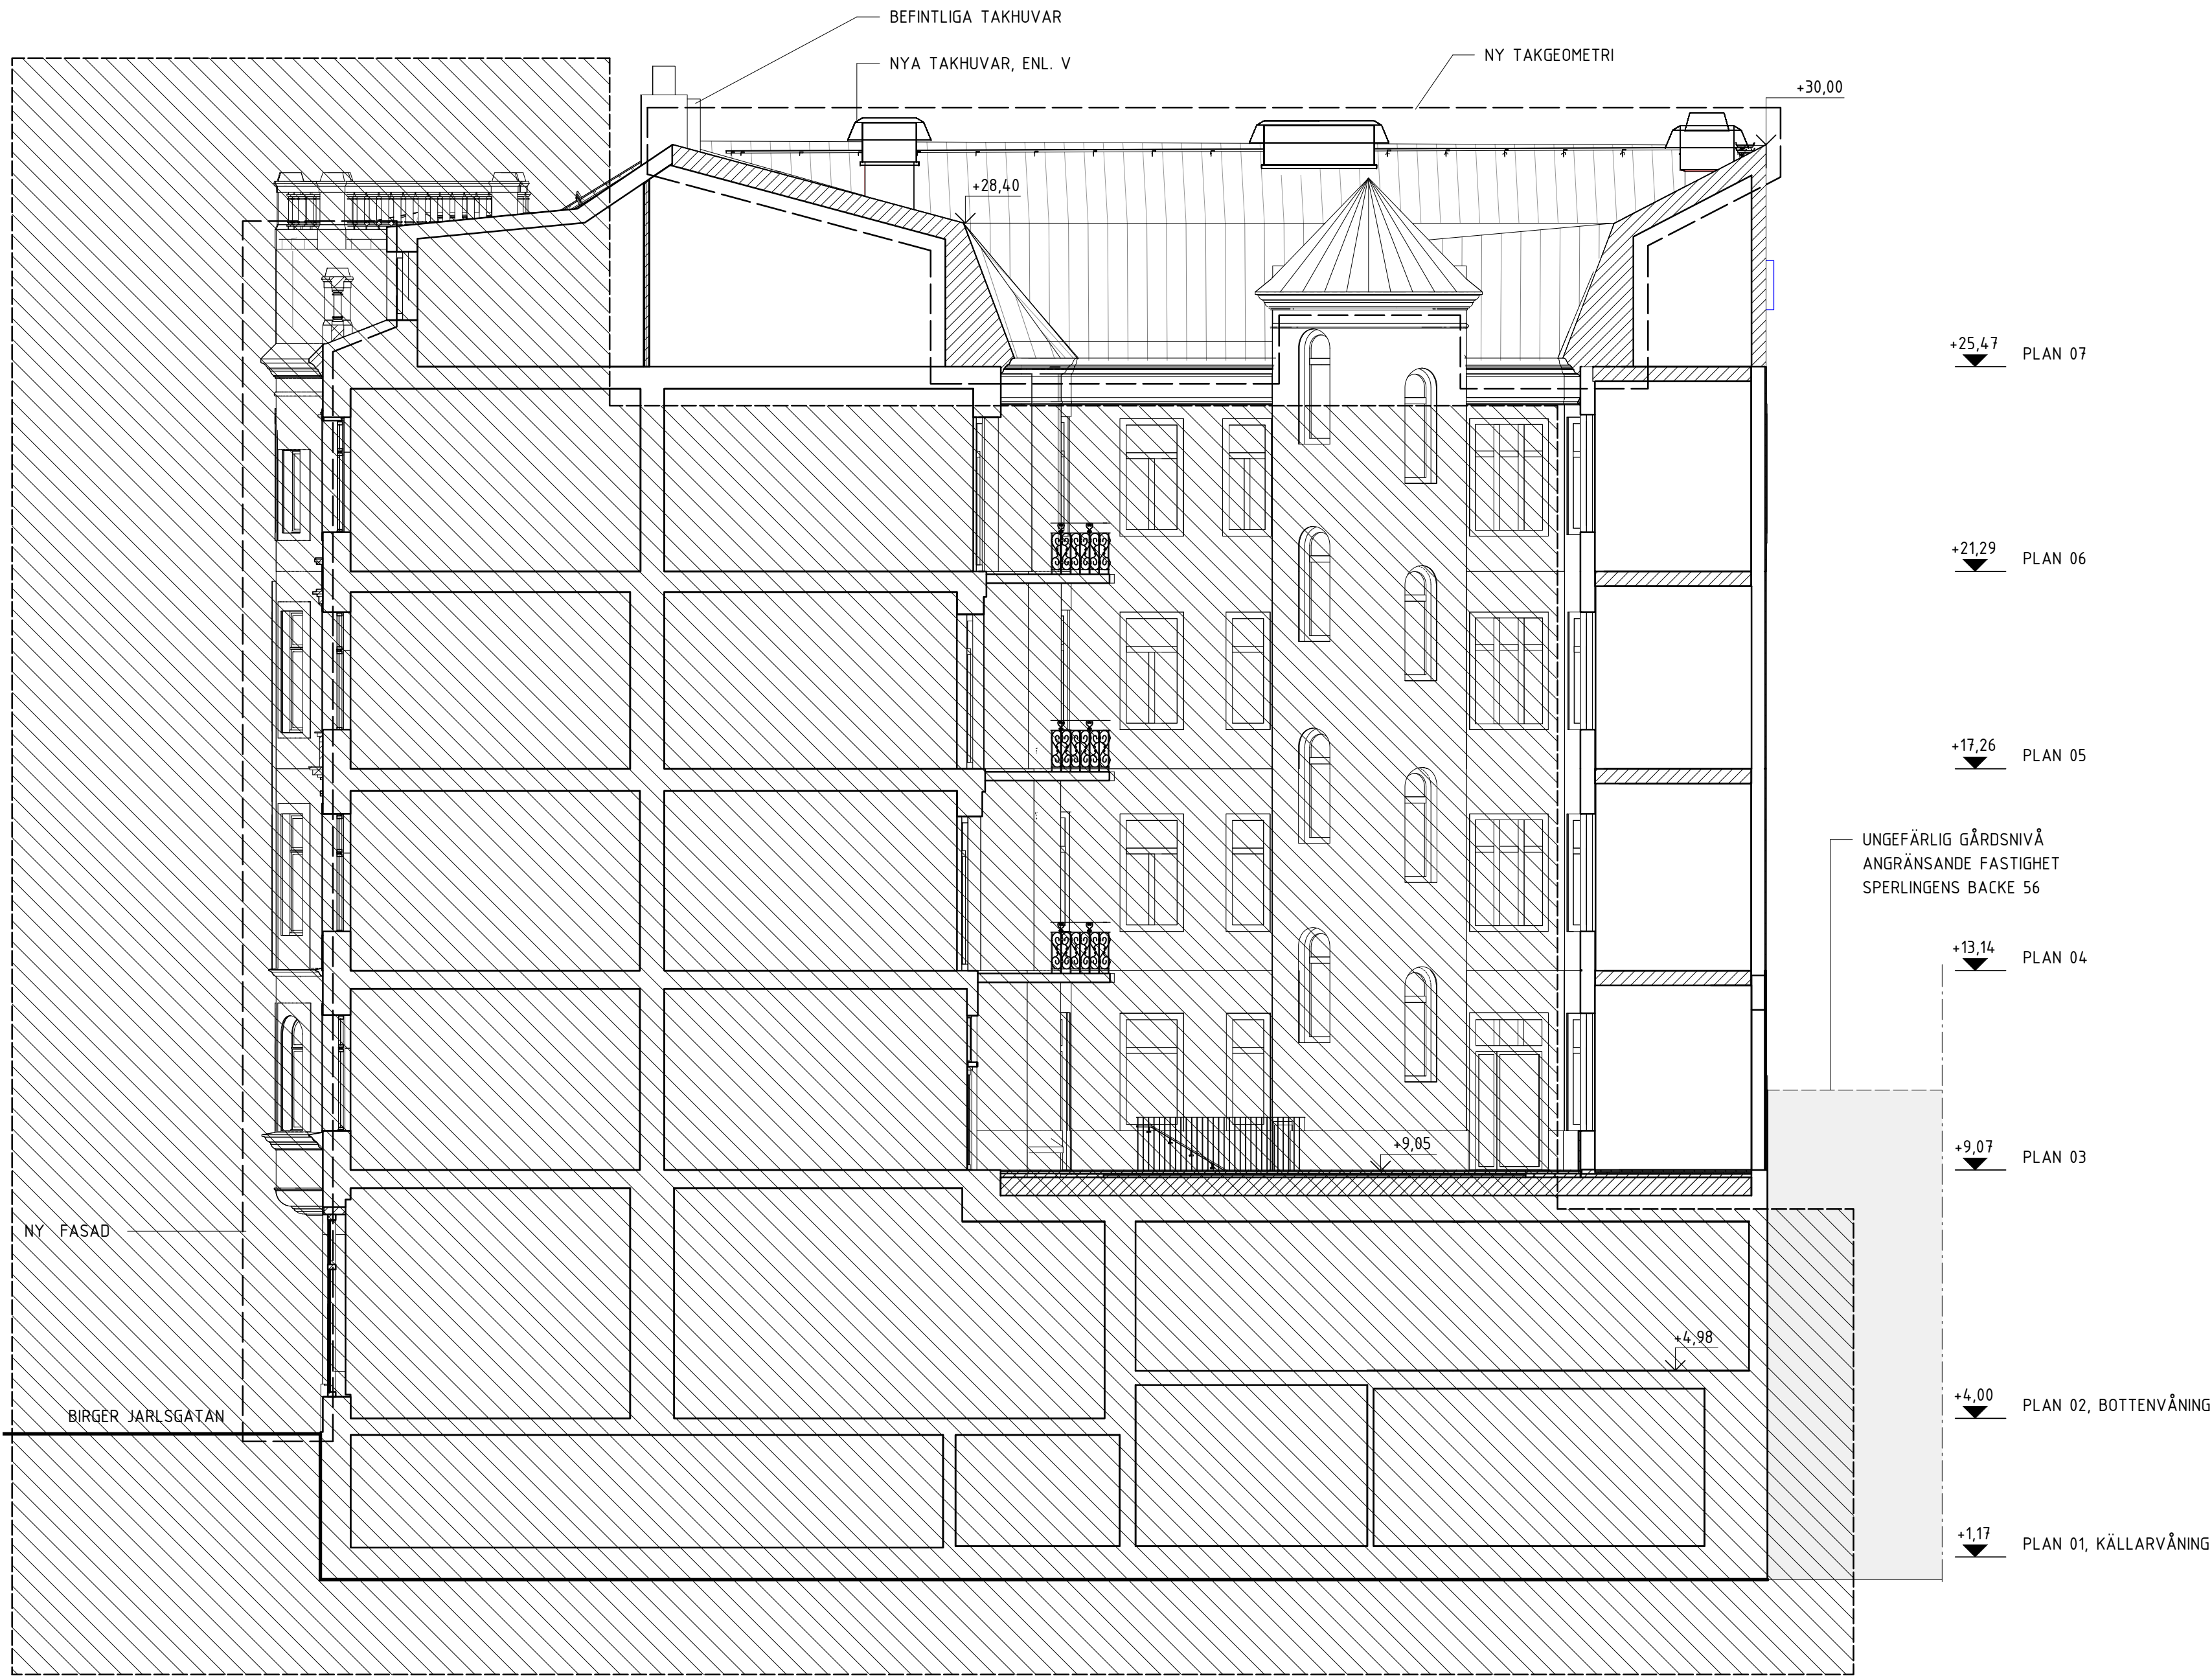 BEFINTLIGA TAKHUVAR
NYA TAKHUVAR, ENL. V
NY TAKGEOMETRI
+30,00
+28,40
+25,47 PLAN 07
+21,29 PLAN 06
+17,26 PLAN 05
UNGEFÄRLIG GÅRDSNIVÅ
ANGRÄNSANDE FASTIGHET
SPERLINGENS BACKE 56
+13,14 PLAN 04
+9,05
+9,07 PLAN 03
NY FASAD
+4,98
+4,00 PLAN 02, BOTTENVÅNING
BIRGER JARLSGATAN
+1,17 PLAN 01, KÄLLARVÅNING